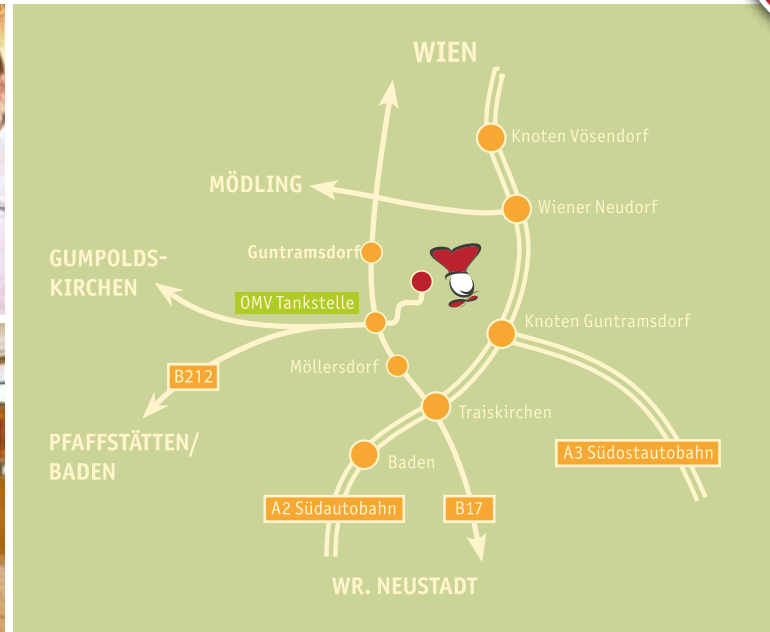 WIEN
Knoten Vösendorf
MÖDLING
Wiener Neudorf
Guntramsdorf
GUMPOLDS-
KIRCHEN
OMV Tankstelle
Knoten Guntramsdorf
Möllersdorf
B212
Traiskirchen
PFAFFSTÄTTEN/
BADEN
Baden
A3 Südostautobahn
A2 Südautobahn
B17
WR. NEUSTADT